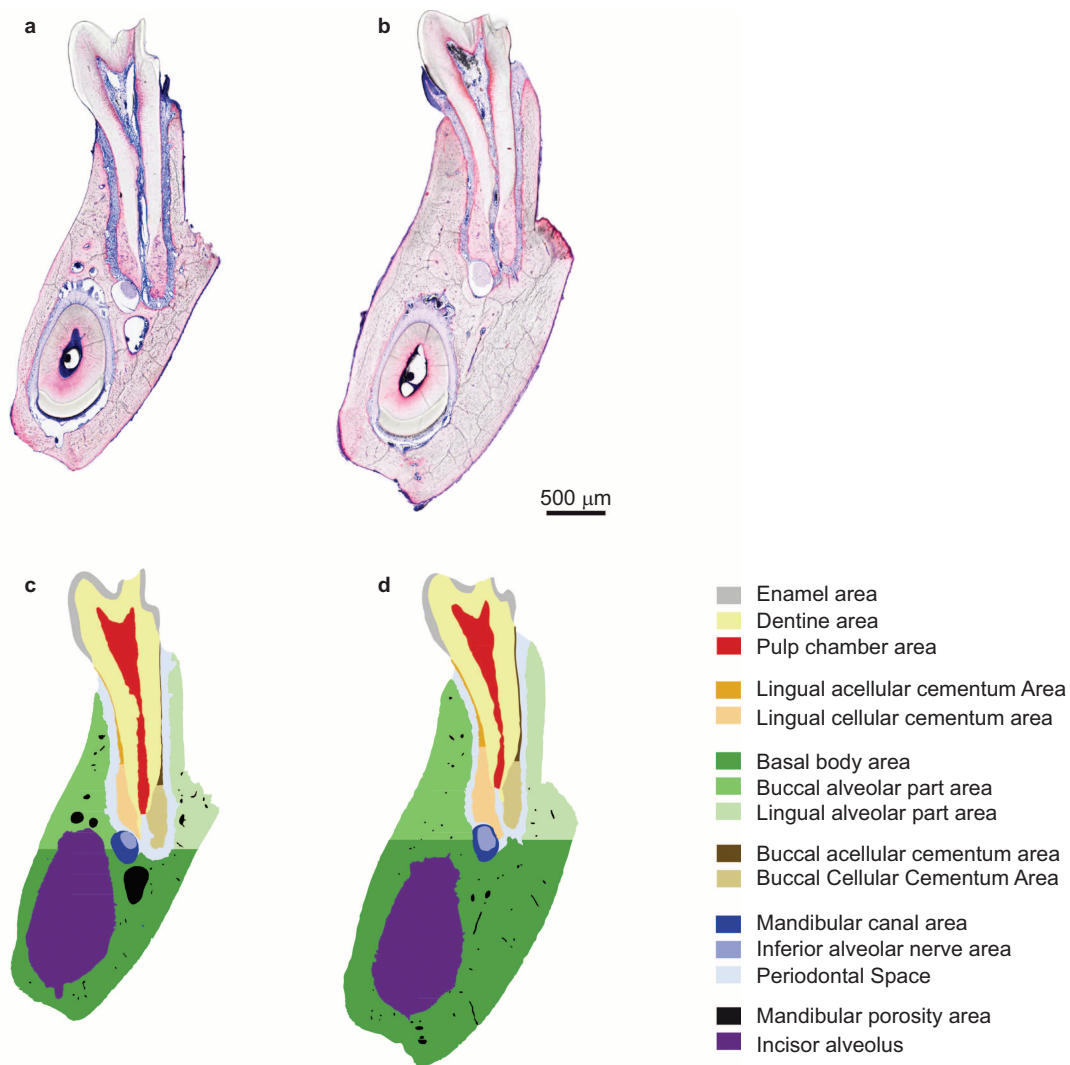 a
b
500 μm
c
d
Enamel area
Dentine area
Pulp chamber area
Lingual acellular cementum Area
Lingual cellular cementum area
Basal body area
Buccal alveolar part area
Lingual alveolar part area
Buccal acellular cementum area
Buccal Cellular Cementum Area
Mandibular canal area
Inferior alveolar nerve area
Periodontal Space
Mandibular porosity area
Incisor alveolus